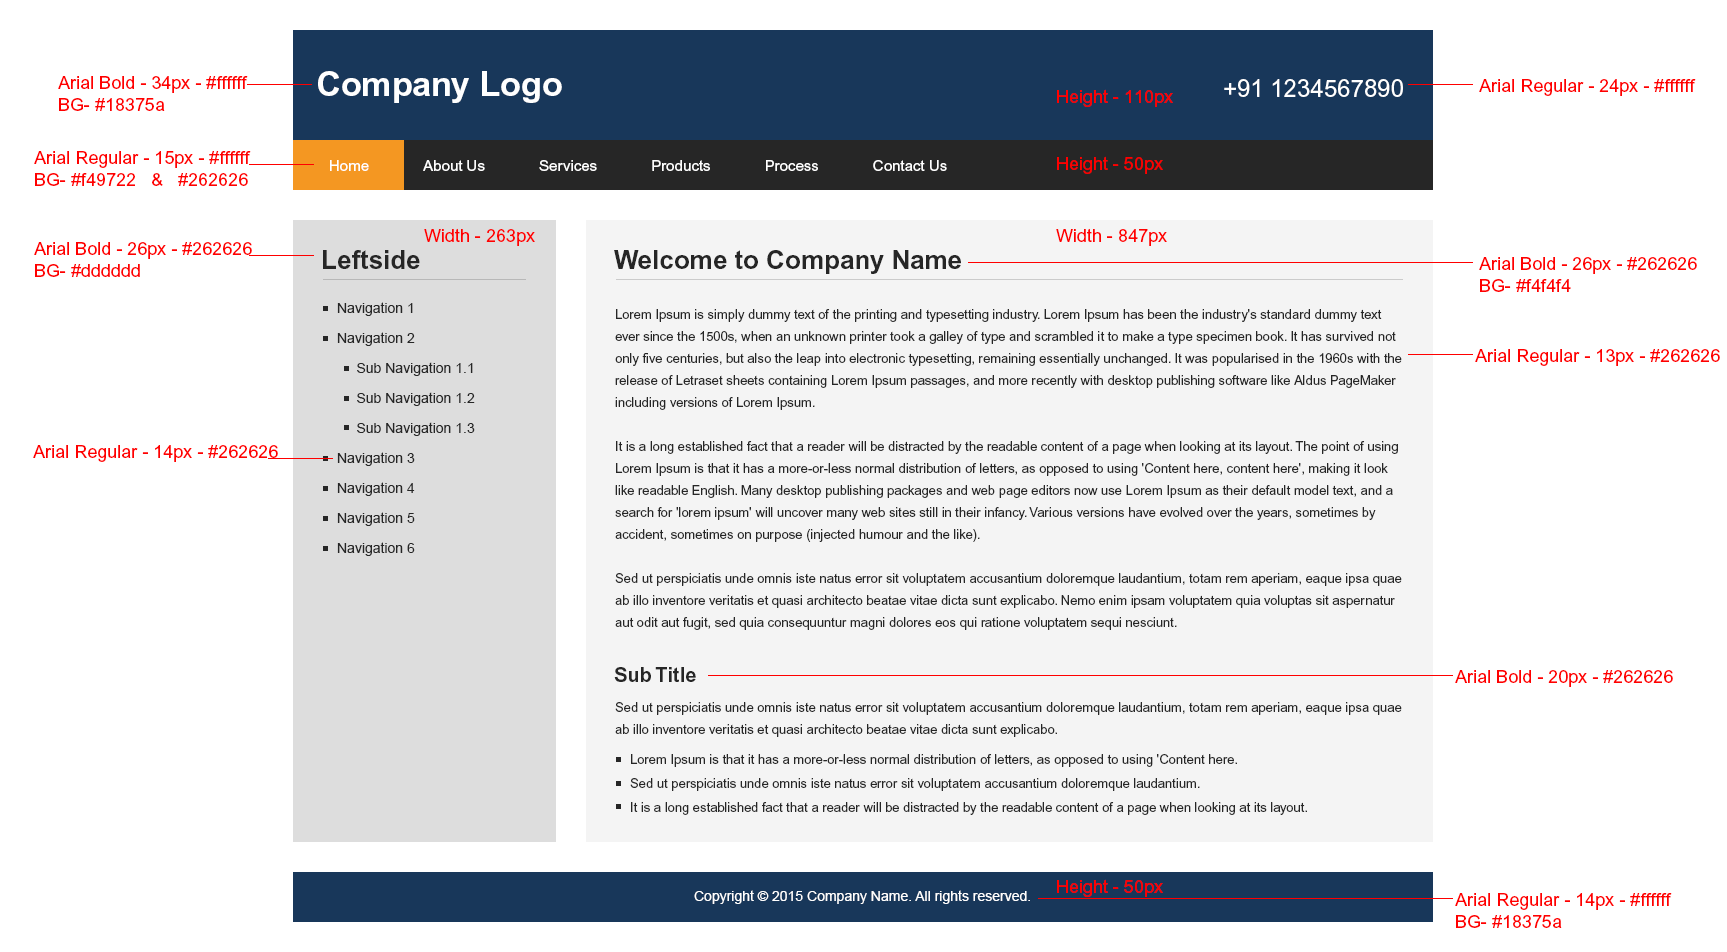 Arial Bold - 34px - #ffffff
BG- #18375a
Company Logo
Height - 110px
+91 1234567890
Arial Regular - 24px - #ffffff
Arial Regular - 15px - #ffffff
BG- #f49722 & #262626
Home About Us Services Products Process Contact Us
Height - 50px
Arial Bold - 26px - #262626
BG- #dddddd
Width - 263px
Leftside
Navigation 1
Navigation 2
Sub Navigation 1.1
Sub Navigation 1.2
Sub Navigation 1.3
Navigation 3
Navigation 4
Navigation 5
Navigation 6
Arial Regular - 14px - #262626
Width - 847px
Welcome to Company Name
Arial Bold - 26px - #262626
BG- #f4f4f4
Lorem Ipsum is simply dummy text of the printing and typesetting industry. Lorem Ipsum has been the industry's standard dummy text
ever since the 1500s, when an unknown printer took a galley of type and scrambled it to make a type specimen book. It has survived not
only five centuries, but also the leap into electronic typesetting, remaining essentially unchanged. It was popularised in the 1960s with the
release of Letraset sheets containing Lorem Ipsum passages, and more recently with desktop publishing software like Aldus PageMaker
including versions of Lorem Ipsum.
Arial Regular - 13px - #262626
It is a long established fact that a reader will be distracted by the readable content of a page when looking at its layout. The point of using
Lorem Ipsum is that it has a more-or-less normal distribution of letters, as opposed to using 'Content here, content here', making it look
like readable English. Many desktop publishing packages and web page editors now use Lorem Ipsum as their default model text, and a
search for 'lorem ipsum' will uncover many web sites still in their infancy. Various versions have evolved over the years, sometimes by
accident, sometimes on purpose (injected humour and the like).
Sed ut perspiciatis unde omnis iste natus error sit voluptatem accusantium doloremque laudantium, totam rem aperiam, eaque ipsa quae
ab illo inventore veritatis et quasi architecto beatae vitae dicta sunt explicabo. Nemo enim ipsam voluptatem quia voluptas sit aspernatur
aut odit aut fugit, sed quia consequuntur magni dolores eos qui ratione voluptatem sequi nesciunt.
Sub Title
Arial Bold - 20px - #262626
Sed ut perspiciatis unde omnis iste natus error sit voluptatem accusantium doloremque laudantium, totam rem aperiam, eaque ipsa quae
ab illo inventore veritatis et quasi architecto beatae vitae dicta sunt explicabo.
Lorem Ipsum is that it has a more-or-less normal distribution of letters, as opposed to using 'Content here.
Sed ut perspiciatis unde omnis iste natus error sit voluptatem accusantium doloremque laudantium.
It is a long established fact that a reader will be distracted by the readable content of a page when looking at its layout.
Copyright © 2015 Company Name. All rights reserved.
Height - 50px
Arial Regular - 14px - #ffffff
BG- #18375a